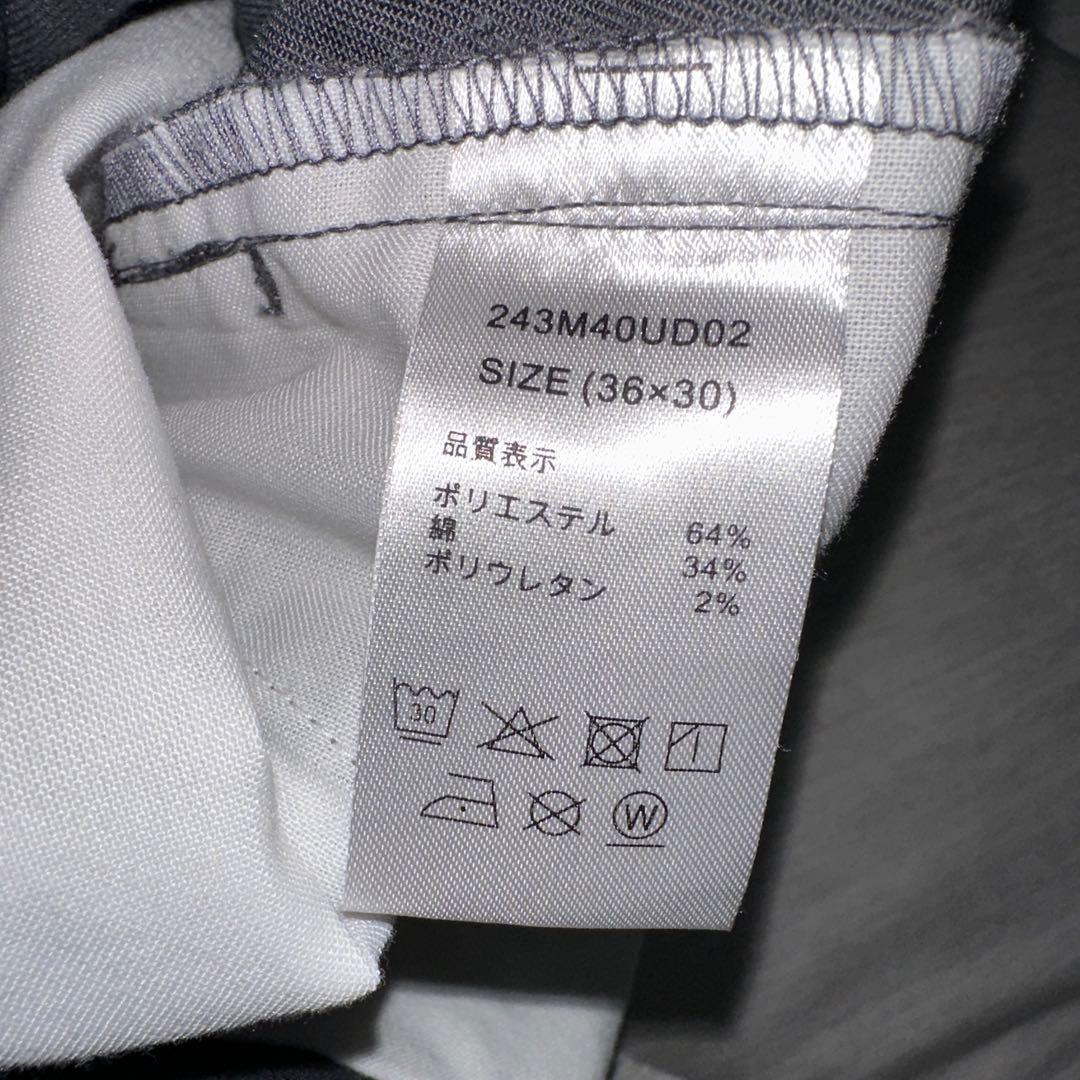 243M40UD02
SIZE (36×30)
品質表示
ポリエステル 64%
綿 34%
ポリウレタン 2%
30
W